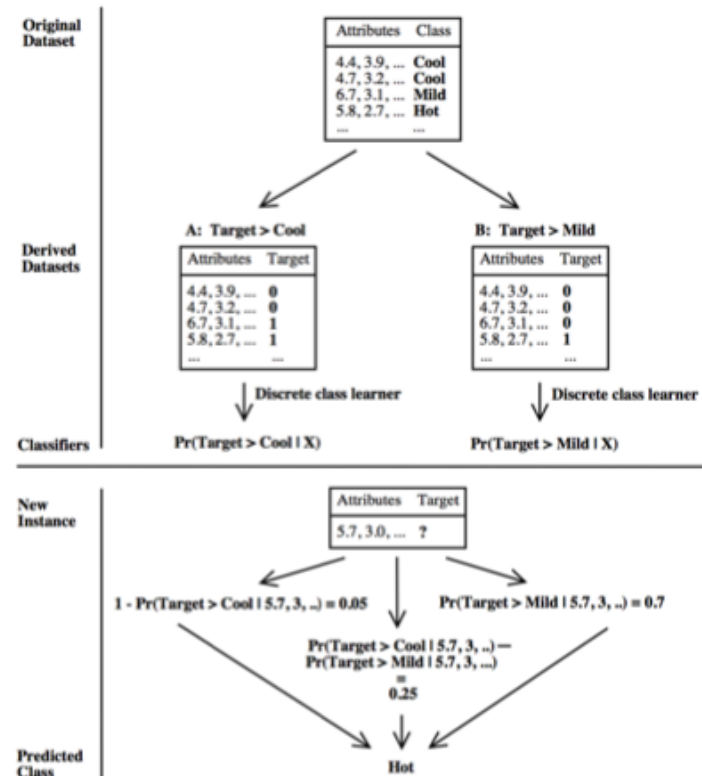 Original
Dataset
Attributes Class
4.4, 3.9, ... Cool
4.7, 3.2, ... Cool
6.7, 3.1, ... Mild
5.8, 2.7, ... Hot
... ...
Derived
Datasets
A: Target > Cool
Attributes Target
4.4, 3.9, ... 0
4.7, 3.2, ... 0
6.7, 3.1, ... 1
5.8, 2.7, ... 1
... ...
B: Target > Mild
Attributes Target
4.4, 3.9, ... 0
4.7, 3.2, ... 0
6.7, 3.1, ... 0
5.8, 2.7, ... 1
... ...
Discrete class learner
Discrete class learner
Classifiers
Pr(Target > Cool | X)
Pr(Target > Mild | X)
New
Instance
Attributes Target
5.7, 3.0, ... ?
1 - Pr(Target > Cool | 5.7, 3, ..) = 0.05
Pr(Target > Mild | 5.7, 3, ..) = 0.7
Pr(Target > Cool | 5.7, 3, ..) —
Pr(Target > Mild | 5.7, 3, ...)
=
0.25
Predicted
Class
Hot